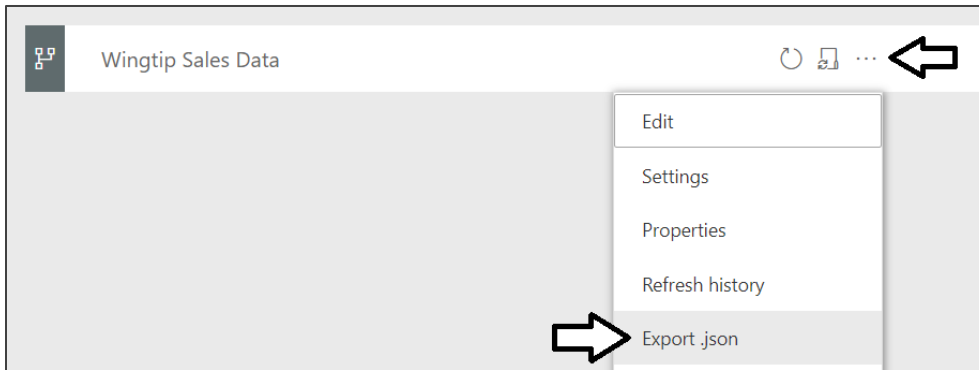 Wingtip Sales Data
Edit
Settings
Properties
Refresh history
Export .json